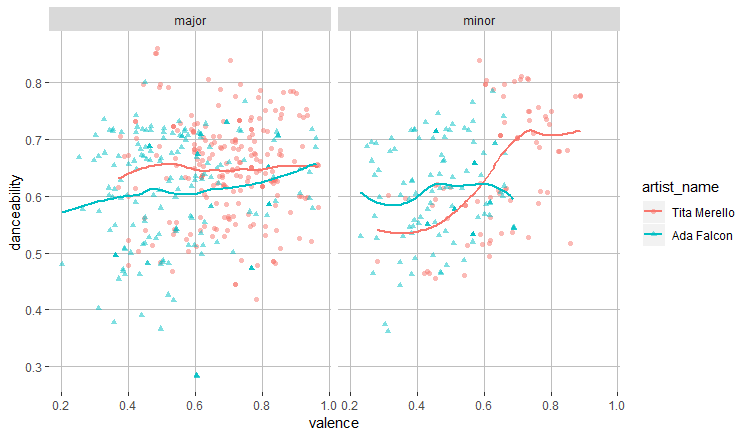 major minor
0.8
0.7
0.6
0.5
0.4
0.3
danceability
0.2 0.4 0.6 0.8 1.0 0.2 0.4 0.6 0.8 1.0
valence
artist_name
Tita Merello
Ada Falcon